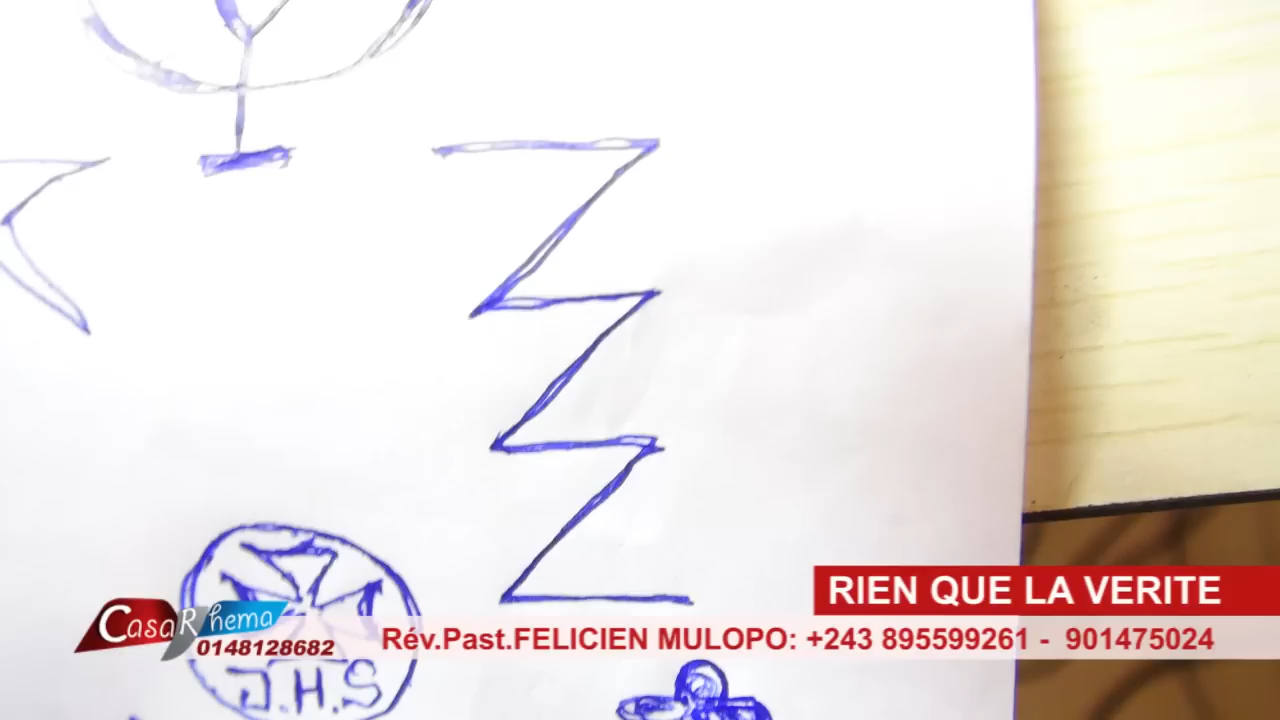 RIEN QUE LA VERITE
CasaRhema
0148128682
Rév.Past.FELICIEN MULOPO: +243 895599261 - 901475024
J.H.S